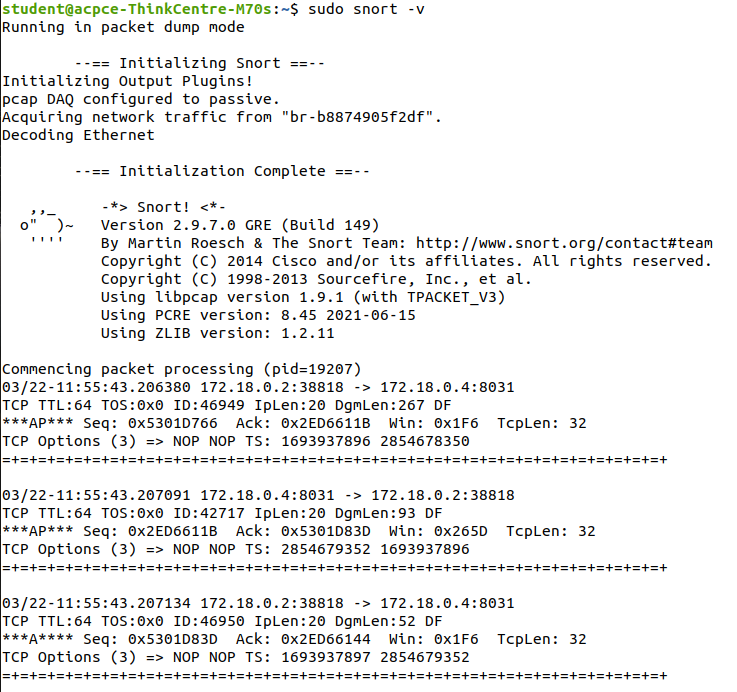 student@acpce-ThinkCentre-M70s:~$ sudo snort -v
Running in packet dump mode

        --== Initializing Snort ==--
Initializing Output Plugins!
pcap DAQ configured to passive.
Acquiring network traffic from "br-b8874905f2df".
Decoding Ethernet

        --== Initialization Complete ==--

   ,,_     -*> Snort! <*-
  o"  )~   Version 2.9.7.0 GRE (Build 149)
   ''''    By Martin Roesch & The Snort Team: http://www.snort.org/contact#team
           Copyright (C) 2014 Cisco and/or its affiliates. All rights reserved.
           Copyright (C) 1998-2013 Sourcefire, Inc., et al.
           Using libpcap version 1.9.1 (with TPACKET_V3)
           Using PCRE version: 8.45 2021-06-15
           Using ZLIB version: 1.2.11

Commencing packet processing (pid=19207)
03/22-11:55:43.206380 172.18.0.2:38818 -> 172.18.0.4:8031
TCP TTL:64 TOS:0x0 ID:46949 IpLen:20 DgmLen:267 DF
***AP*** Seq: 0x5301D766  Ack: 0x2ED6611B  Win: 0x1F6  TcpLen: 32
TCP Options (3) => NOP NOP TS: 1693937896 2854678350
=+=+=+=+=+=+=+=+=+=+=+=+=+=+=+=+=+=+=+=+=+=+=+=+=+=+=+=+=+=+=+=+=+=+=+=+=+

03/22-11:55:43.207091 172.18.0.4:8031 -> 172.18.0.2:38818
TCP TTL:64 TOS:0x0 ID:42717 IpLen:20 DgmLen:93 DF
***AP*** Seq: 0x2ED6611B  Ack: 0x5301D83D  Win: 0x265D  TcpLen: 32
TCP Options (3) => NOP NOP TS: 2854679352 1693937896
=+=+=+=+=+=+=+=+=+=+=+=+=+=+=+=+=+=+=+=+=+=+=+=+=+=+=+=+=+=+=+=+=+=+=+=+=+

03/22-11:55:43.207134 172.18.0.2:38818 -> 172.18.0.4:8031
TCP TTL:64 TOS:0x0 ID:46950 IpLen:20 DgmLen:52 DF
***A**** Seq: 0x5301D83D  Ack: 0x2ED66144  Win: 0x1F6  TcpLen: 32
TCP Options (3) => NOP NOP TS: 1693937897 2854679352
=+=+=+=+=+=+=+=+=+=+=+=+=+=+=+=+=+=+=+=+=+=+=+=+=+=+=+=+=+=+=+=+=+=+=+=+=+